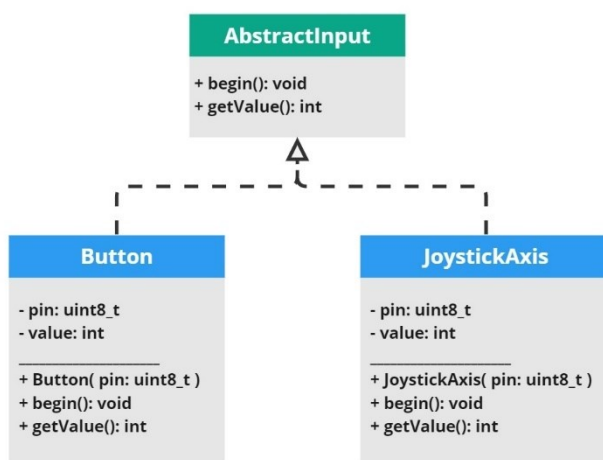 AbstractInput
+ begin(): void
+ getValue(): int
Button
- pin: uint8_t
- value: int
+ Button( pin: uint8_t )
+ begin(): void
+ getValue(): int
JoystickAxis
- pin: uint8_t
- value: int
+ JoystickAxis( pin: uint8_t )
+ begin(): void
+ getValue(): int